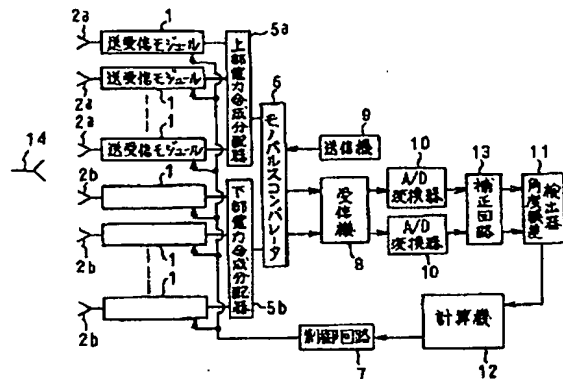 2a
1
送受信モジュール
5a
上部電力合成分配器
送受信モジュール
2a
1
6
モノパルスコンパレータ
9
送信機
2a
1
送受信モジュール
14
10
A/D変換器
13
補正回路
11
角度誤差検出器
2b
1
受信機
8
2b
1
下部電力合成分配器
A/D変換器
10
1
2b
5b
制御回路
7
計算機
12